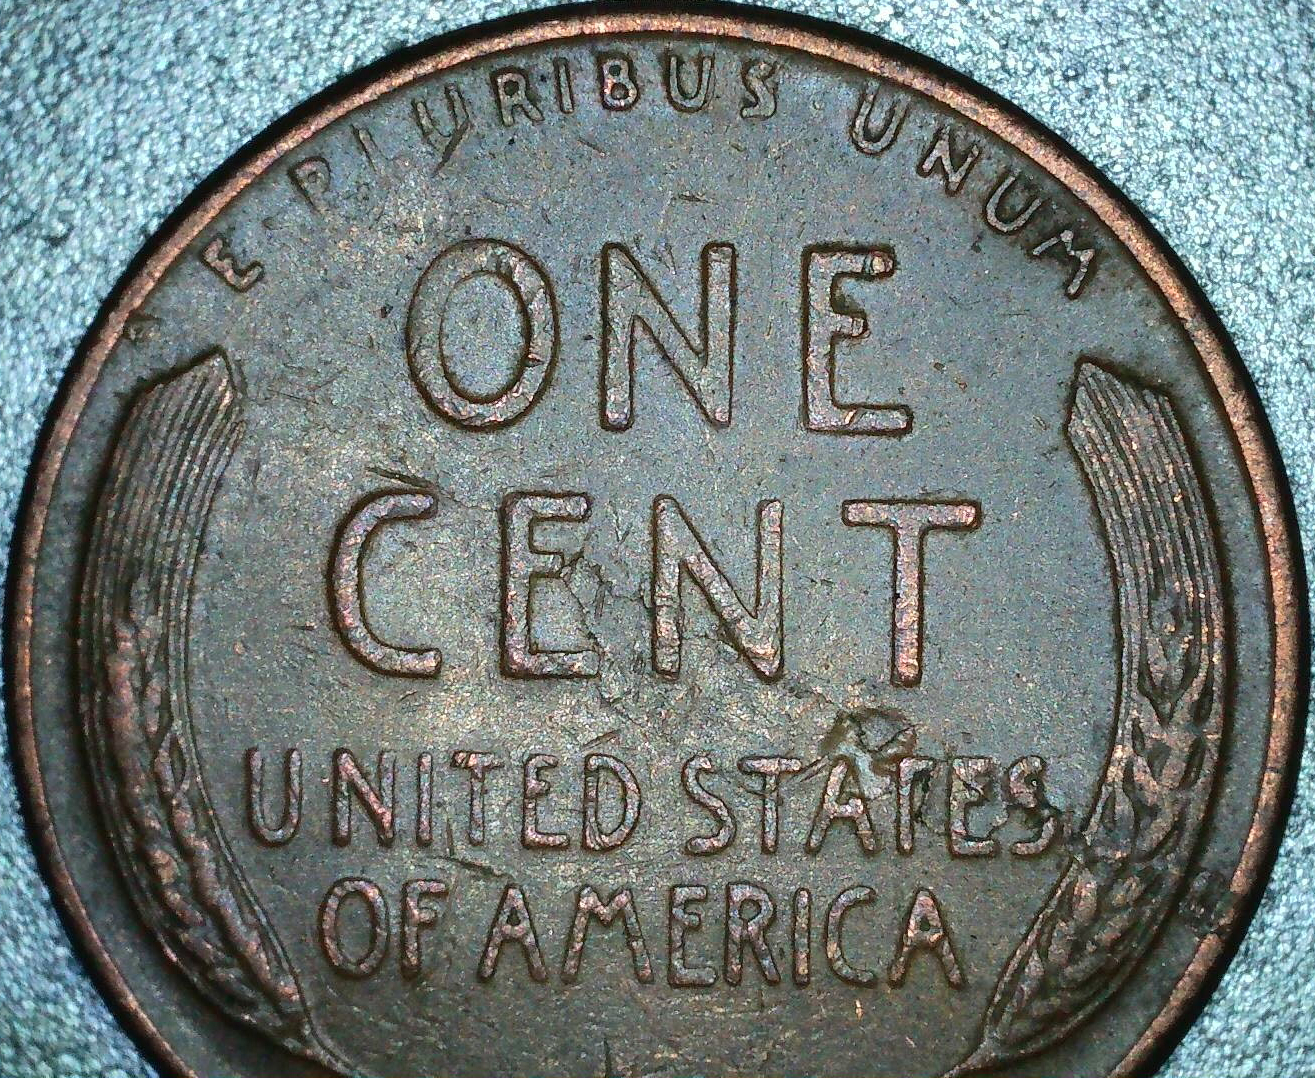 E · PLURIBUS · UNUM
ONE
CENT
UNITED STATES
OF AMERICA